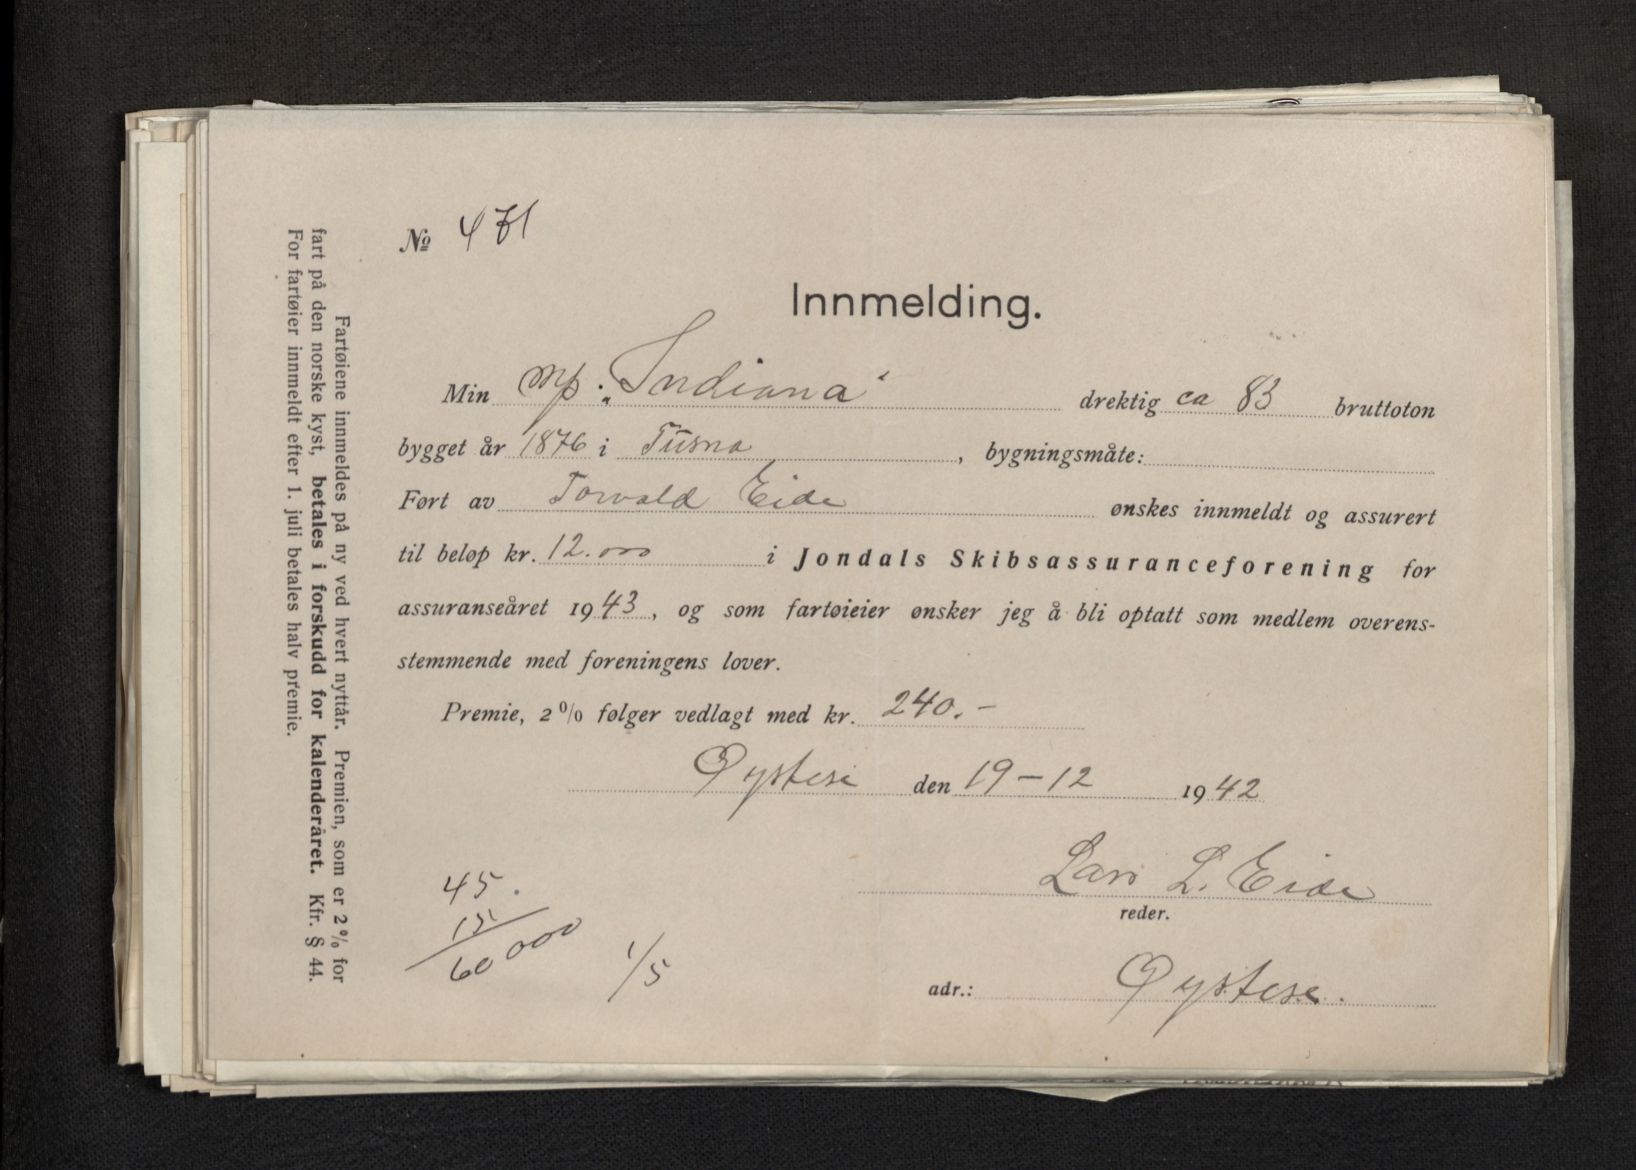 № 471
Innmelding.
Min M/s. „Indiana“ drektig ca 83 bruttoton
bygget år 1876 i Tüsna, bygningsmåte:
Ført av Torvald Eide ønskes innmeldt og assurert
til beløp kr. 12.000 i Jondals Skibsassuranceforening for
assuranseåret 1943, og som fartøieier ønsker jeg å bli optatt som medlem overens-
stemmende med foreningens lover.
Premie, 2 % følger vedlagt med kr. 240.-
Øystese den 19-12 1942
Lars L. Eide
reder.
adr.: Øystese.
45.
15
60 000
1/5
Fartøiene innmeldes på ny ved hvert nyttår. Premien, som er 2 % for
fart på den norske kyst, betales i forskudd for kalenderåret. Kfr. § 44.
For fartøier innmeldt efter 1. juli betales halv premie.